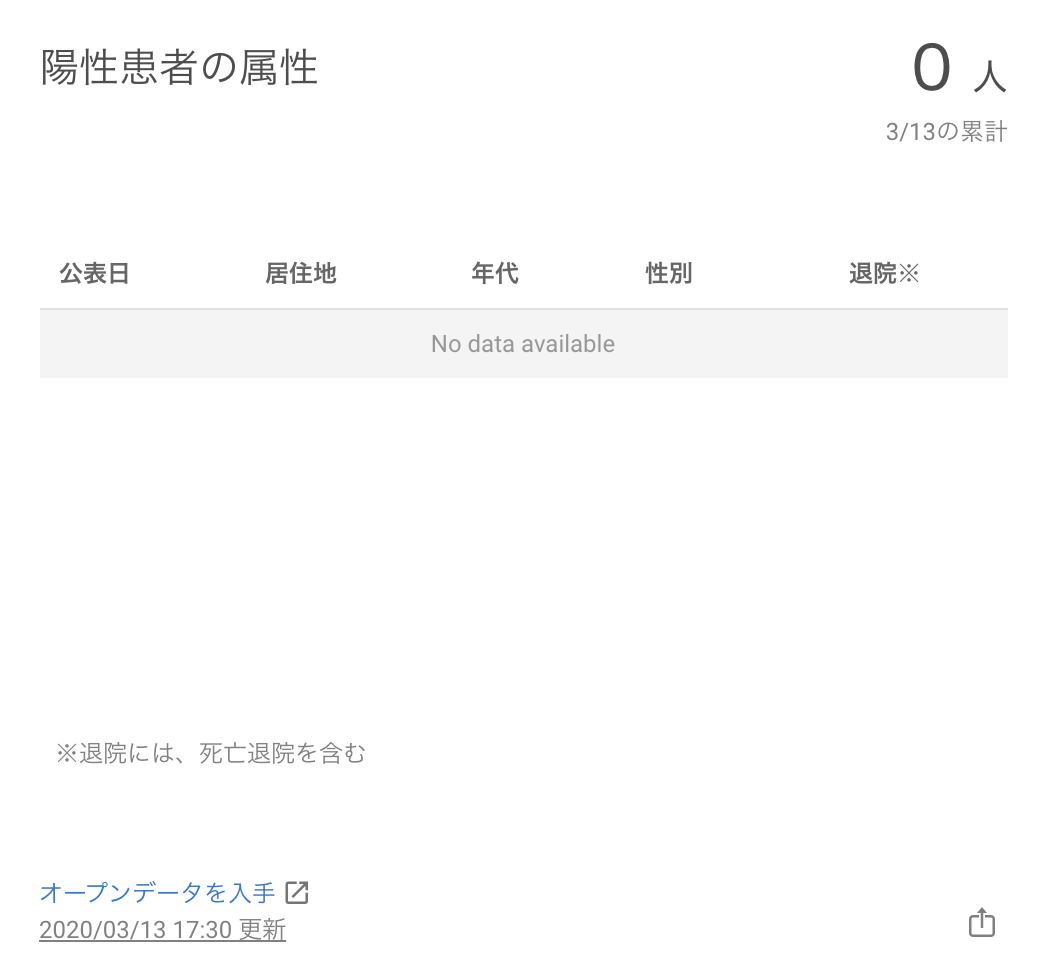 陽性患者の属性
0 人
3/13の累計
公表日 居住地 年代 性別 退院※
No data available
※退院には、死亡退院を含む
オープンデータを入手
2020/03/13 17:30 更新